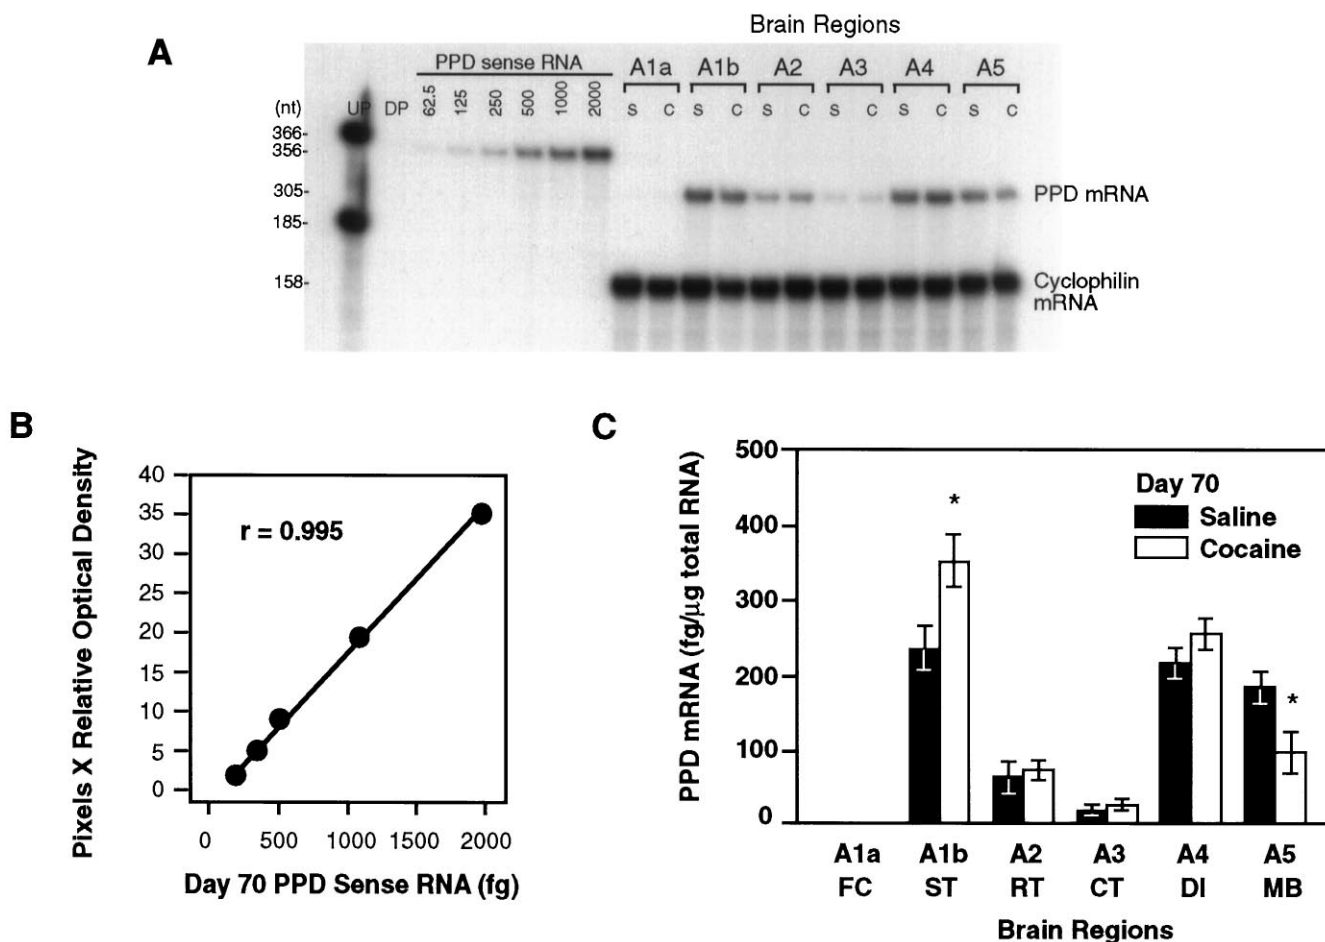 A
Brain Regions
PPD sense RNA
A1a A1b A2 A3 A4 A5
(nt) UP DP 62.5 125 250 500 1000 2000 S C S C S C S C S C S C
366-
356-
305-
PPD mRNA
185-
158-
Cyclophilin
mRNA
B
Pixels X Relative Optical Density
40
35
30
25
20
15
10
5
0
r = 0.995
0 500 1000 1500 2000
Day 70 PPD Sense RNA (fg)
C
PPD mRNA (fg/μg total RNA)
500
400
300
200
100
0
Day 70
Saline
Cocaine
*
*
A1a A1b A2 A3 A4 A5
FC ST RT CT DI MB
Brain Regions